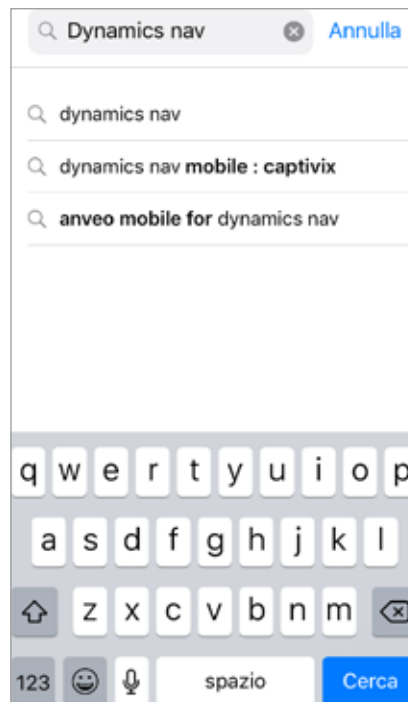 Dynamics nav Annulla
dynamics nav
dynamics nav mobile : captivix
anveo mobile for dynamics nav
q w e r t y u i o p
a s d f g h j k l
z x c v b n m
123 spazio Cerca